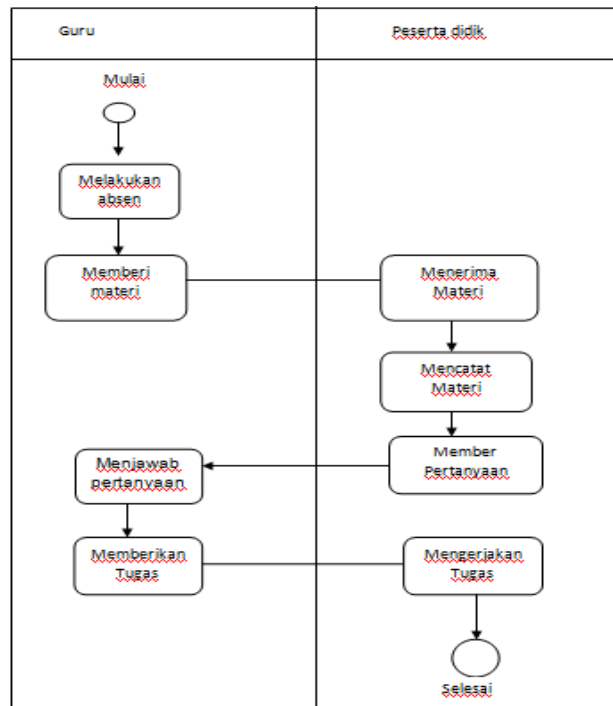 Guru
Peserta didik
Mulai
Melakukan
absen
Memberi
materi
Menerima
Materi
Mencatat
Materi
Member
Pertanyaan
Menjawab
pertanyaan
Memberikan
Tugas
Mengerjakan
Tugas
Selesai